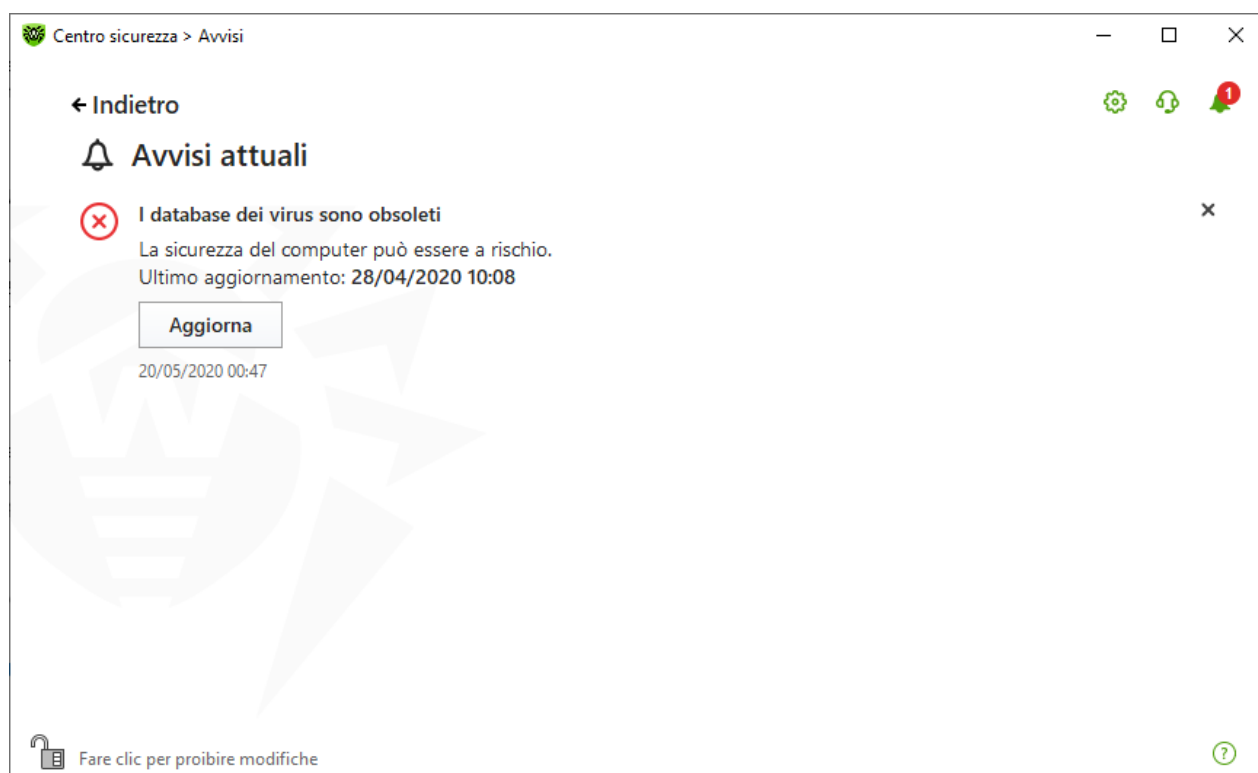 Centro sicurezza > Avvisi
Indietro
1
Avvisi attuali
I database dei virus sono obsoleti
La sicurezza del computer può essere a rischio.
Ultimo aggiornamento: 28/04/2020 10:08
Aggiorna
20/05/2020 00:47
Fare clic per proibire modifiche
?